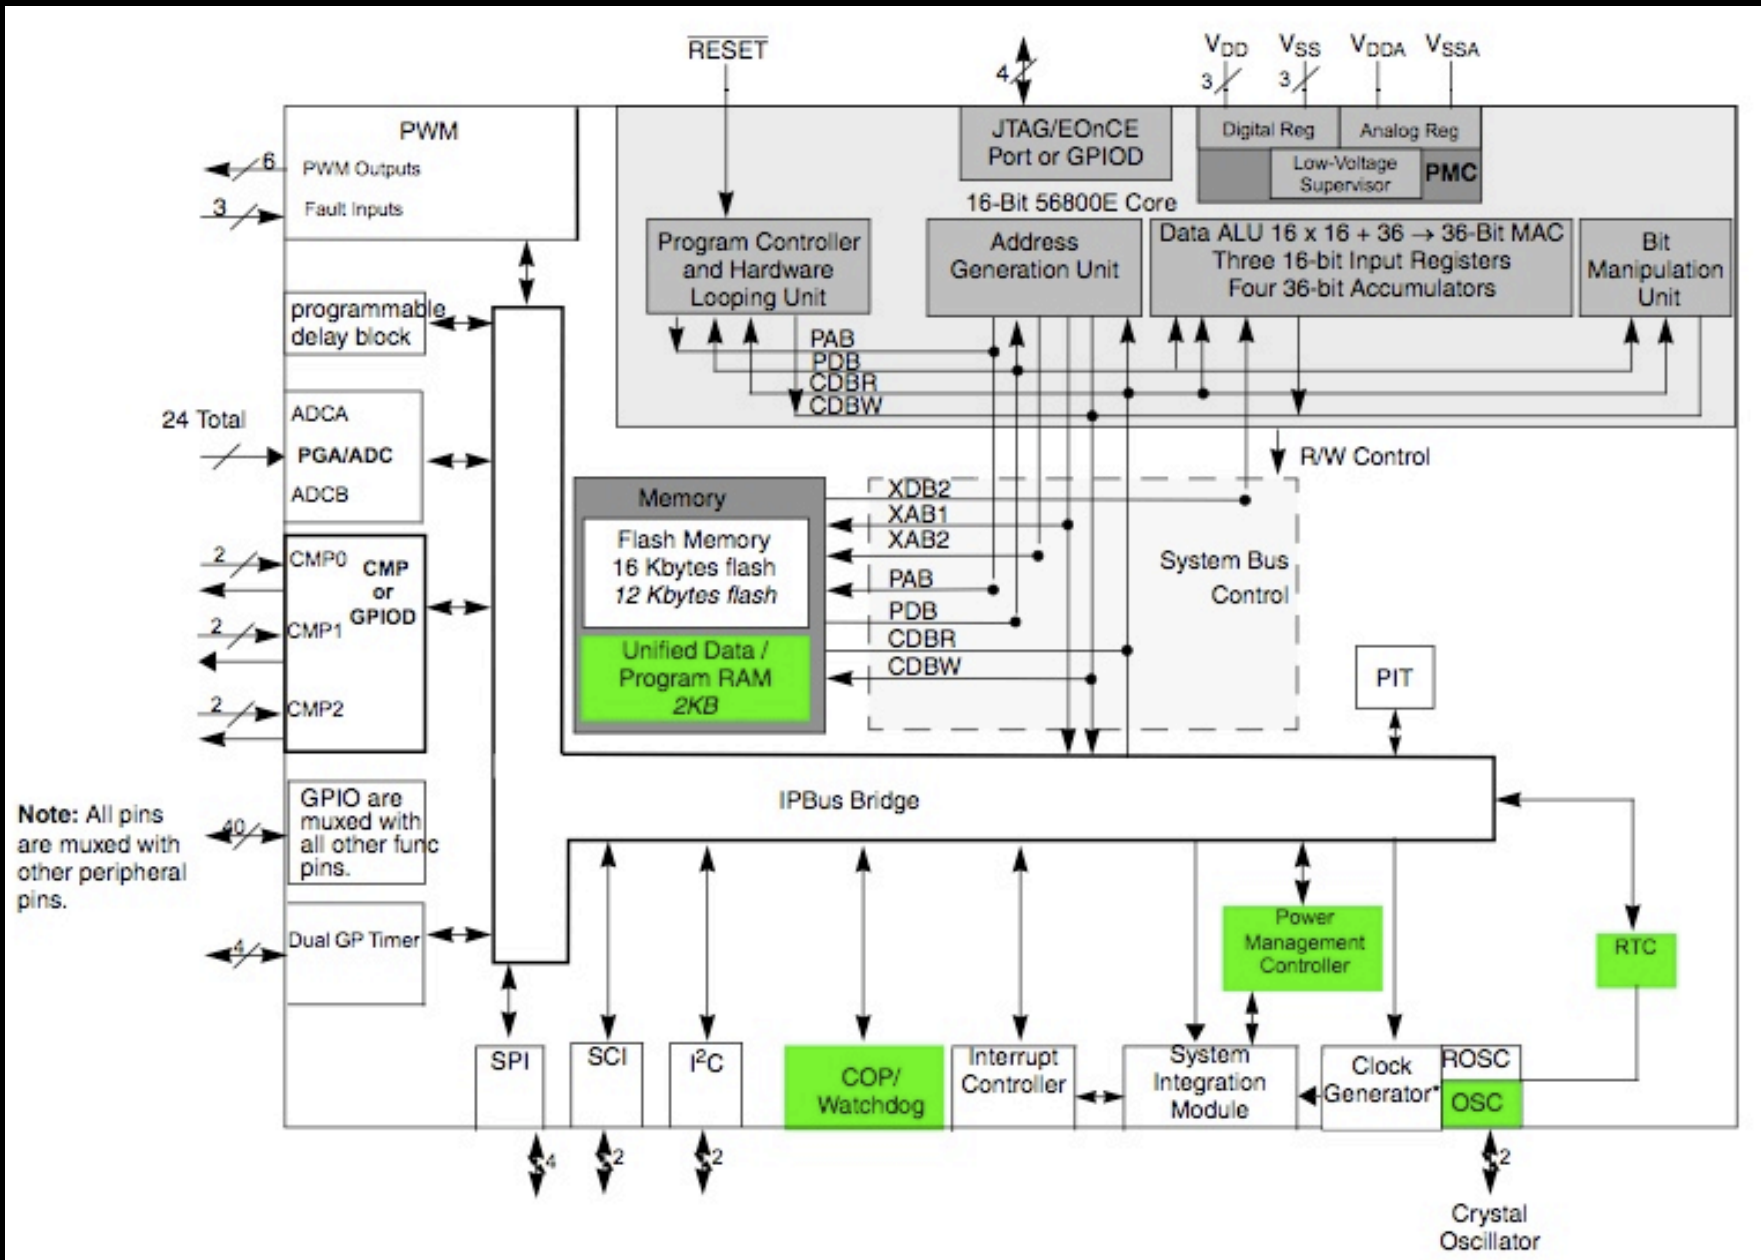 RESET
4
VDD
VSS
VDDA
VSSA
3
3
PWM
6
PWM Outputs
3
Fault Inputs
JTAG/EOnCE
Port or GPIOD
Digital Reg
Analog Reg
Low-Voltage
Supervisor
PMC
16-Bit 56800E Core
Program Controller
and Hardware
Looping Unit
Address
Generation Unit
Data ALU 16 x 16 + 36 → 36-Bit MAC
Three 16-bit Input Registers
Four 36-bit Accumulators
Bit
Manipulation
Unit
programmable
delay block
PAB
PDB
CDBR
CDBW
24 Total
ADCA
PGA/ADC
ADCB
R/W Control
Memory
Flash Memory
16 Kbytes flash
12 Kbytes flash
Unified Data /
Program RAM
2KB
XDB2
XAB1
XAB2
PAB
PDB
CDBR
CDBW
System Bus
Control
2
CMP0
CMP
or
GPIOD
2
CMP1
2
CMP2
PIT
IPBus Bridge
Note: All pins
are muxed with
other peripheral
pins.
40
GPIO are
muxed with
all other func
pins.
4
Dual GP Timer
Power
Management
Controller
RTC
SPI
SCI
I²C
COP/
Watchdog
Interrupt
Controller
System
Integration
Module
Clock
Generator*
ROSC
OSC
4
2
2
2
Crystal
Oscillator